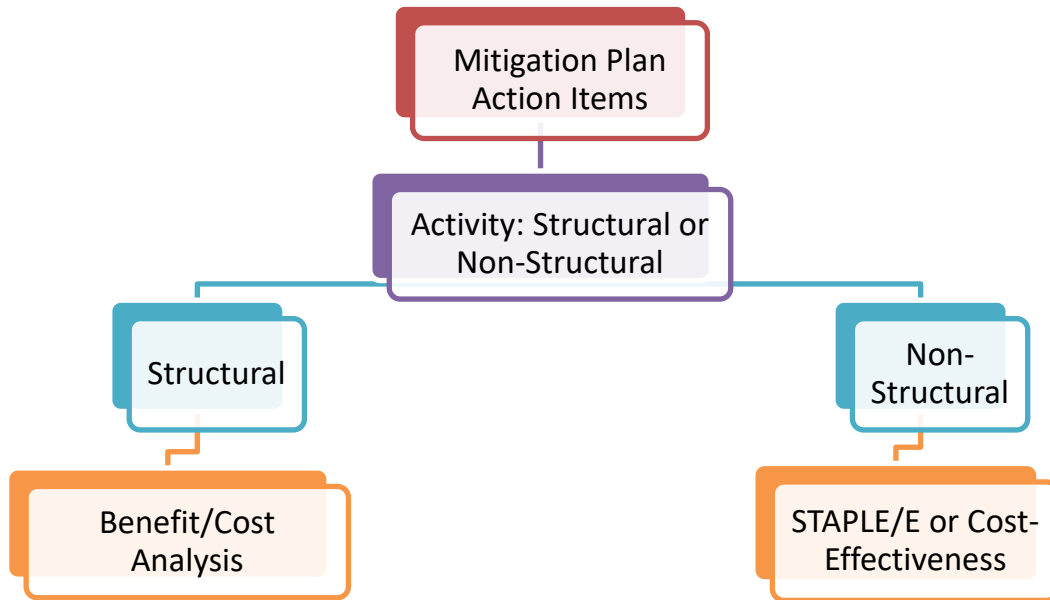 Mitigation Plan
Action Items
Activity: Structural or
Non-Structural
Structural
Non-
Structural
Benefit/Cost
Analysis
STAPLE/E or Cost-
Effectiveness